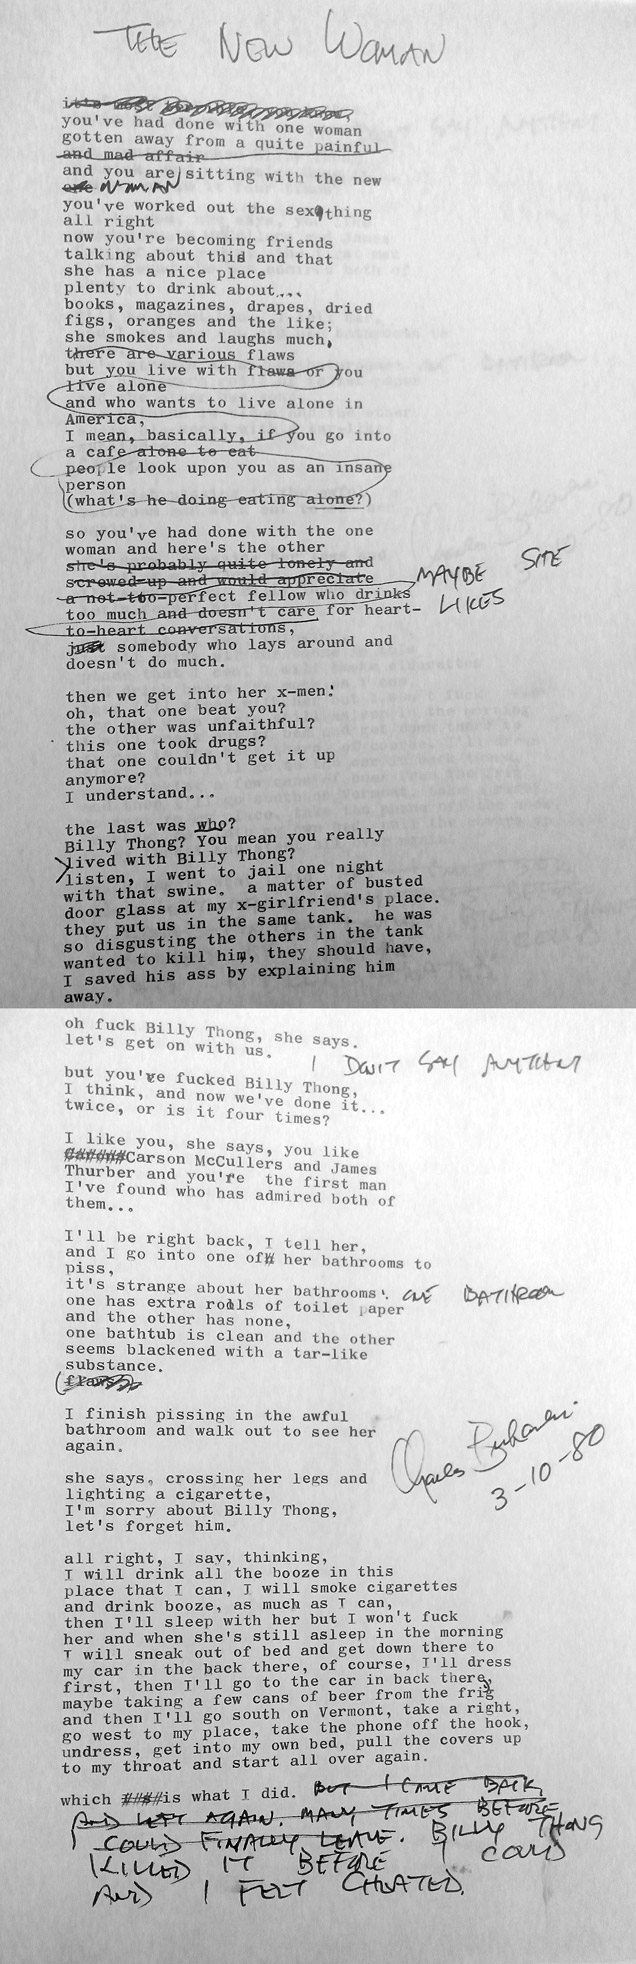 THE NEW WOMAN
it's most
you've had done with one woman
gotten away from a quite painful
and mad affair
and you are sitting with the new
one WOMAN
you've worked out the sex thing
all right
now you're becoming friends
talking about this and that
she has a nice place
plenty to drink about....
books, magazines, drapes, dried
figs, oranges and the like;
she smokes and laughs much,
there are various flaws
but you live with flaws or you
live alone
and who wants to live alone in
America,
I mean, basically, if you go into
a cafe alone to eat
people look upon you as an insane
person
(what's he doing eating alone?)
so you've had done with the one
woman and here's the other
she's probably quite lonely and
screwed-up and would appreciate
a not-too-perfect fellow who drinks MAYBE SHE
too much and doesn't care for heart- LIKES
to-heart conversations,
just somebody who lays around and
doesn't do much.
then we get into her x-men:
oh, that one beat you?
the other was unfaithful?
this one took drugs?
that one couldn't get it up
anymore?
I understand...
the last was who?
Billy Thong? You mean you really
lived with Billy Thong?
listen, I went to jail one night
with that swine. a matter of busted
door glass at my x-girlfriend's place.
they put us in the same tank. he was
so disgusting the others in the tank
wanted to kill him, they should have,
I saved his ass by explaining him
away.
oh fuck Billy Thong, she says.
let's get on with us.
I DON'T SAY ANYTHING
but you've fucked Billy Thong,
I think, and now we've done it...
twice, or is it four times?
I like you, she says, you like
Carson McCullers and James
Thurber and you're the first man
I've found who has admired both of
them...
I'll be right back, I tell her,
and I go into one of her bathrooms to
piss,
it's strange about her bathrooms: ONE BATHROOM
one has extra rolls of toilet paper
and the other has none,
one bathtub is clean and the other
seems blackened with a tar-like
substance.
(flaws)
I finish pissing in the awful
bathroom and walk out to see her
again.
Charles Bukowski
3-10-80
she says, crossing her legs and
lighting a cigarette,
I'm sorry about Billy Thong,
let's forget him.
all right, I say, thinking,
I will drink all the booze in this
place that I can, I will smoke cigarettes
and drink booze, as much as I can,
then I'll sleep with her but I won't fuck
her and when she's still asleep in the morning
I will sneak out of bed and get down there to
my car in the back there, of course, I'll dress
first, then I'll go to the car in back there,
maybe taking a few cans of beer from the frig
and then I'll go south on Vermont, take a right,
go west to my place, take the phone off the hook,
undress, get into my own bed, pull the covers up
to my throat and start all over again.
which is what I did. BUT I CAME BACK
AND LEFT AGAIN. MANY TIMES BEFORE
COULD FINALLY LEAVE. BILLY THONG
KILLED IT BEFORE I COULD
AND I FELT CHEATED.